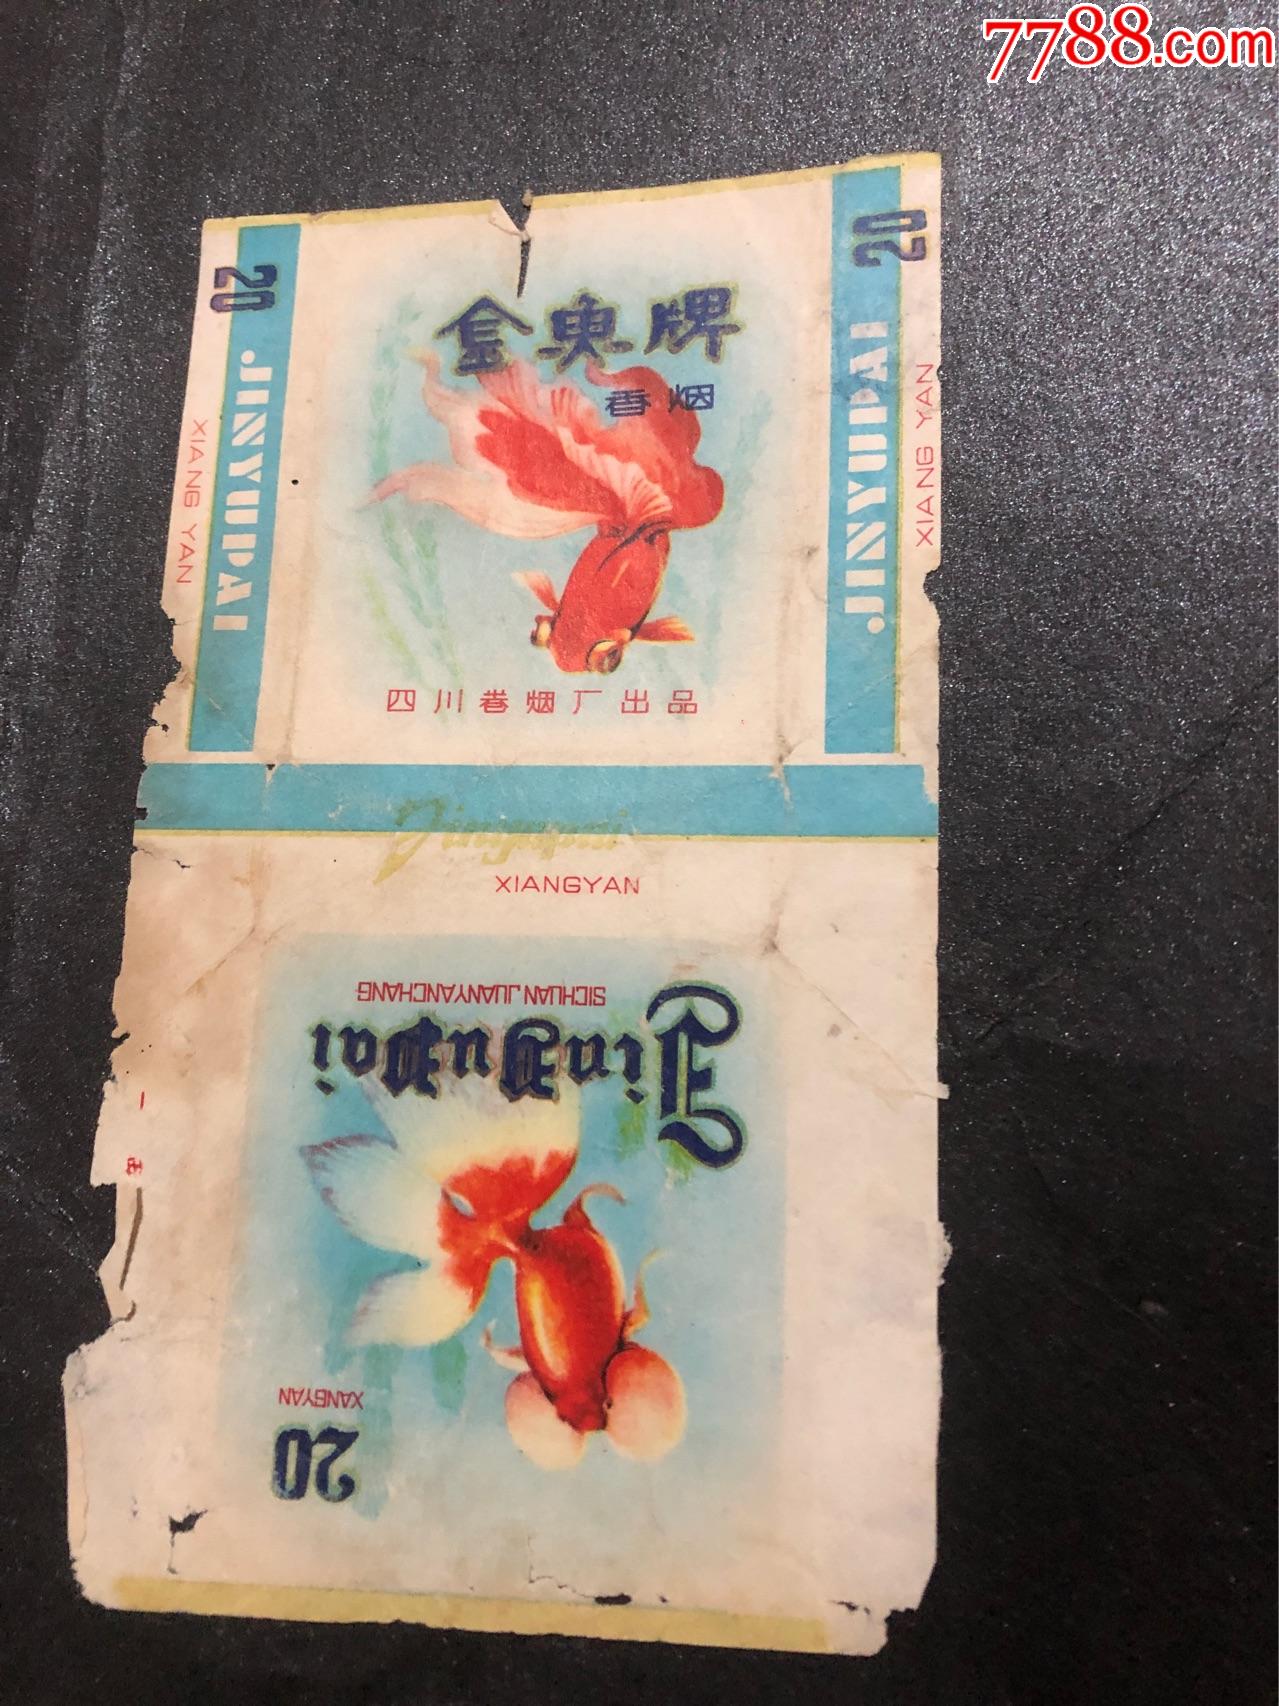 7788.com
20
JINYUPAI
XIANG YAN
金鱼牌
香烟
四川卷烟厂出品
20
JINYUPAI
XIANG YAN
Jinyupai
XIANGYAN
JinYuPai
SICHUAN JUANYANCHANG
20
XANGYAN